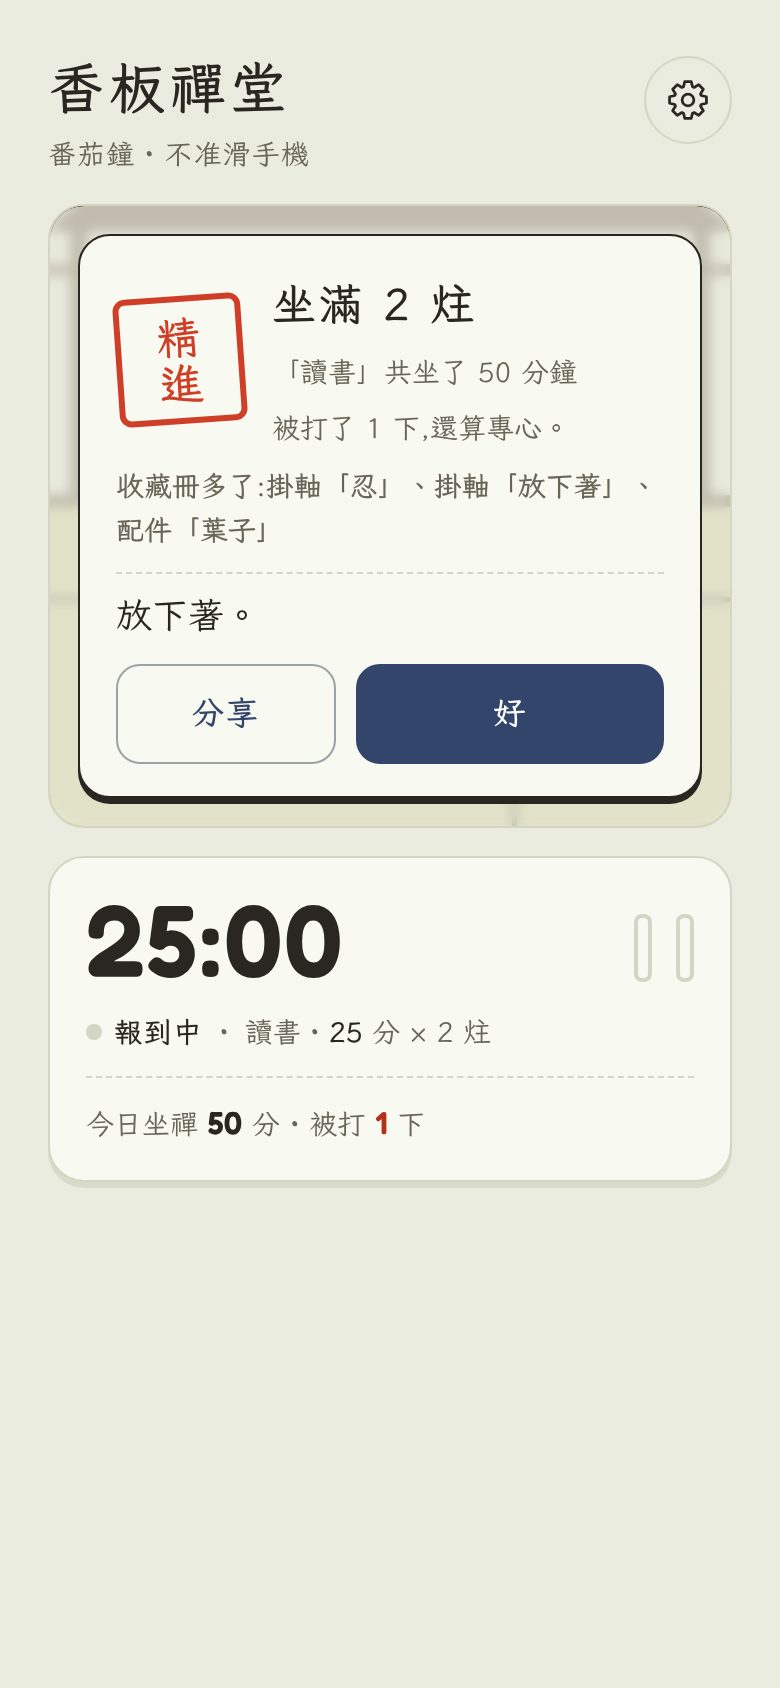 香板禪堂
番茄鐘・不准滑手機
精進
坐滿 2 炷
「讀書」共坐了 50 分鐘
被打了 1 下,還算專心。
收藏冊多了:掛軸「忍」、掛軸「放下著」、
配件「葉子」
放下著。
分享
好
25:00
報到中 ・ 讀書・25 分 × 2 炷
今日坐禪 50 分・被打 1 下